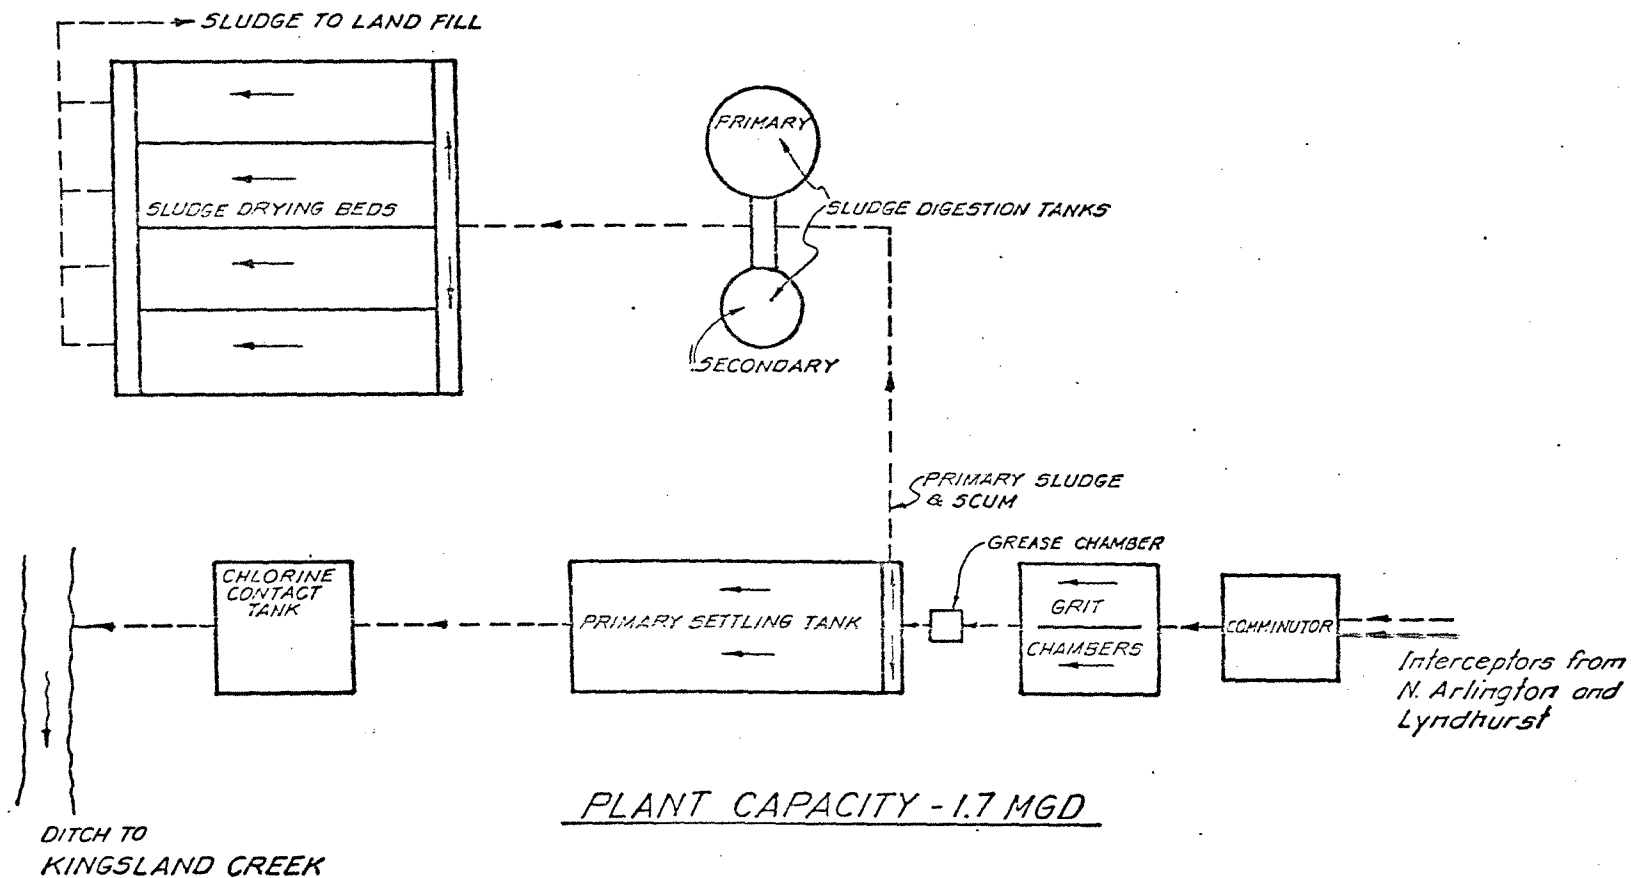 SLUDGE TO LAND FILL
PRIMARY
SLUDGE DRYING BEDS
SLUDGE DIGESTION TANKS
SECONDARY
PRIMARY SLUDGE
& SCUM
GREASE CHAMBER
CHLORINE
CONTACT
TANK
PRIMARY SETTLING TANK
GRIT
CHAMBERS
COMMINUTOR
Interceptors from
N. Arlington and
Lyndhurst
PLANT CAPACITY - 1.7 MGD
DITCH TO
KINGSLAND CREEK